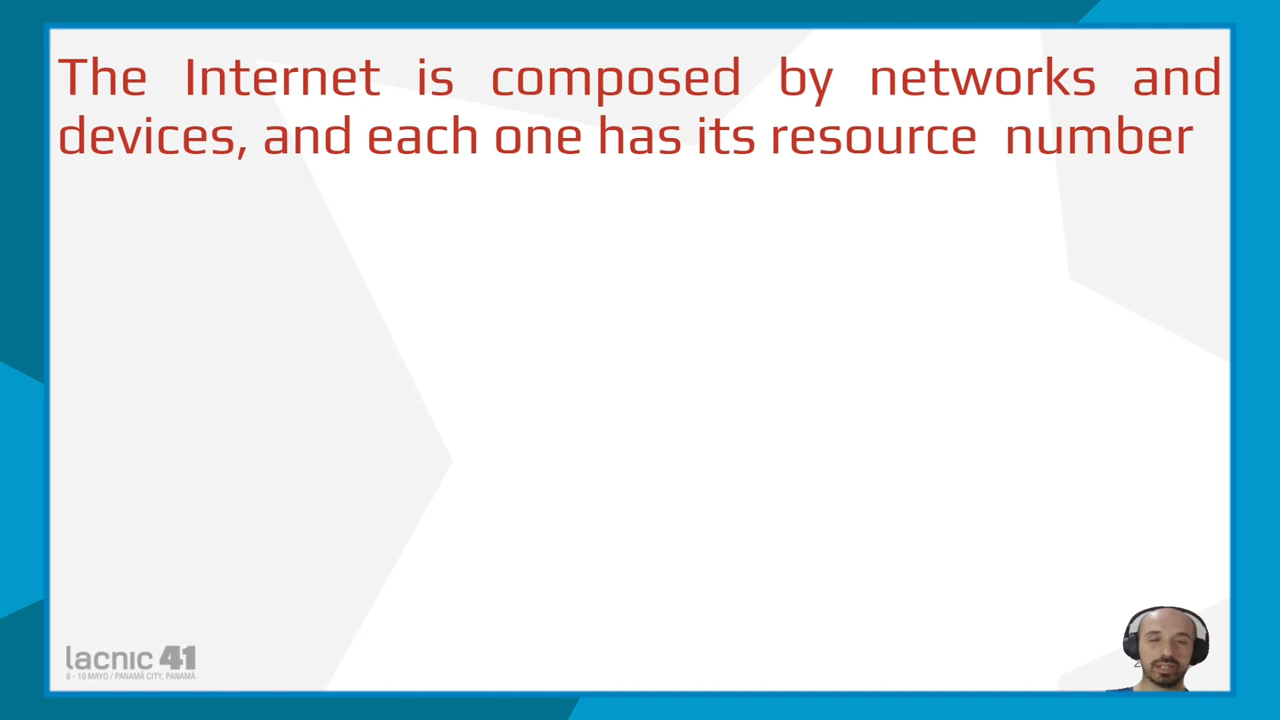 The Internet is composed by networks and
devices, and each one has its resource number
lacnic 41
6 - 10 MAYO / PANAMÁ CITY, PANAMÁ